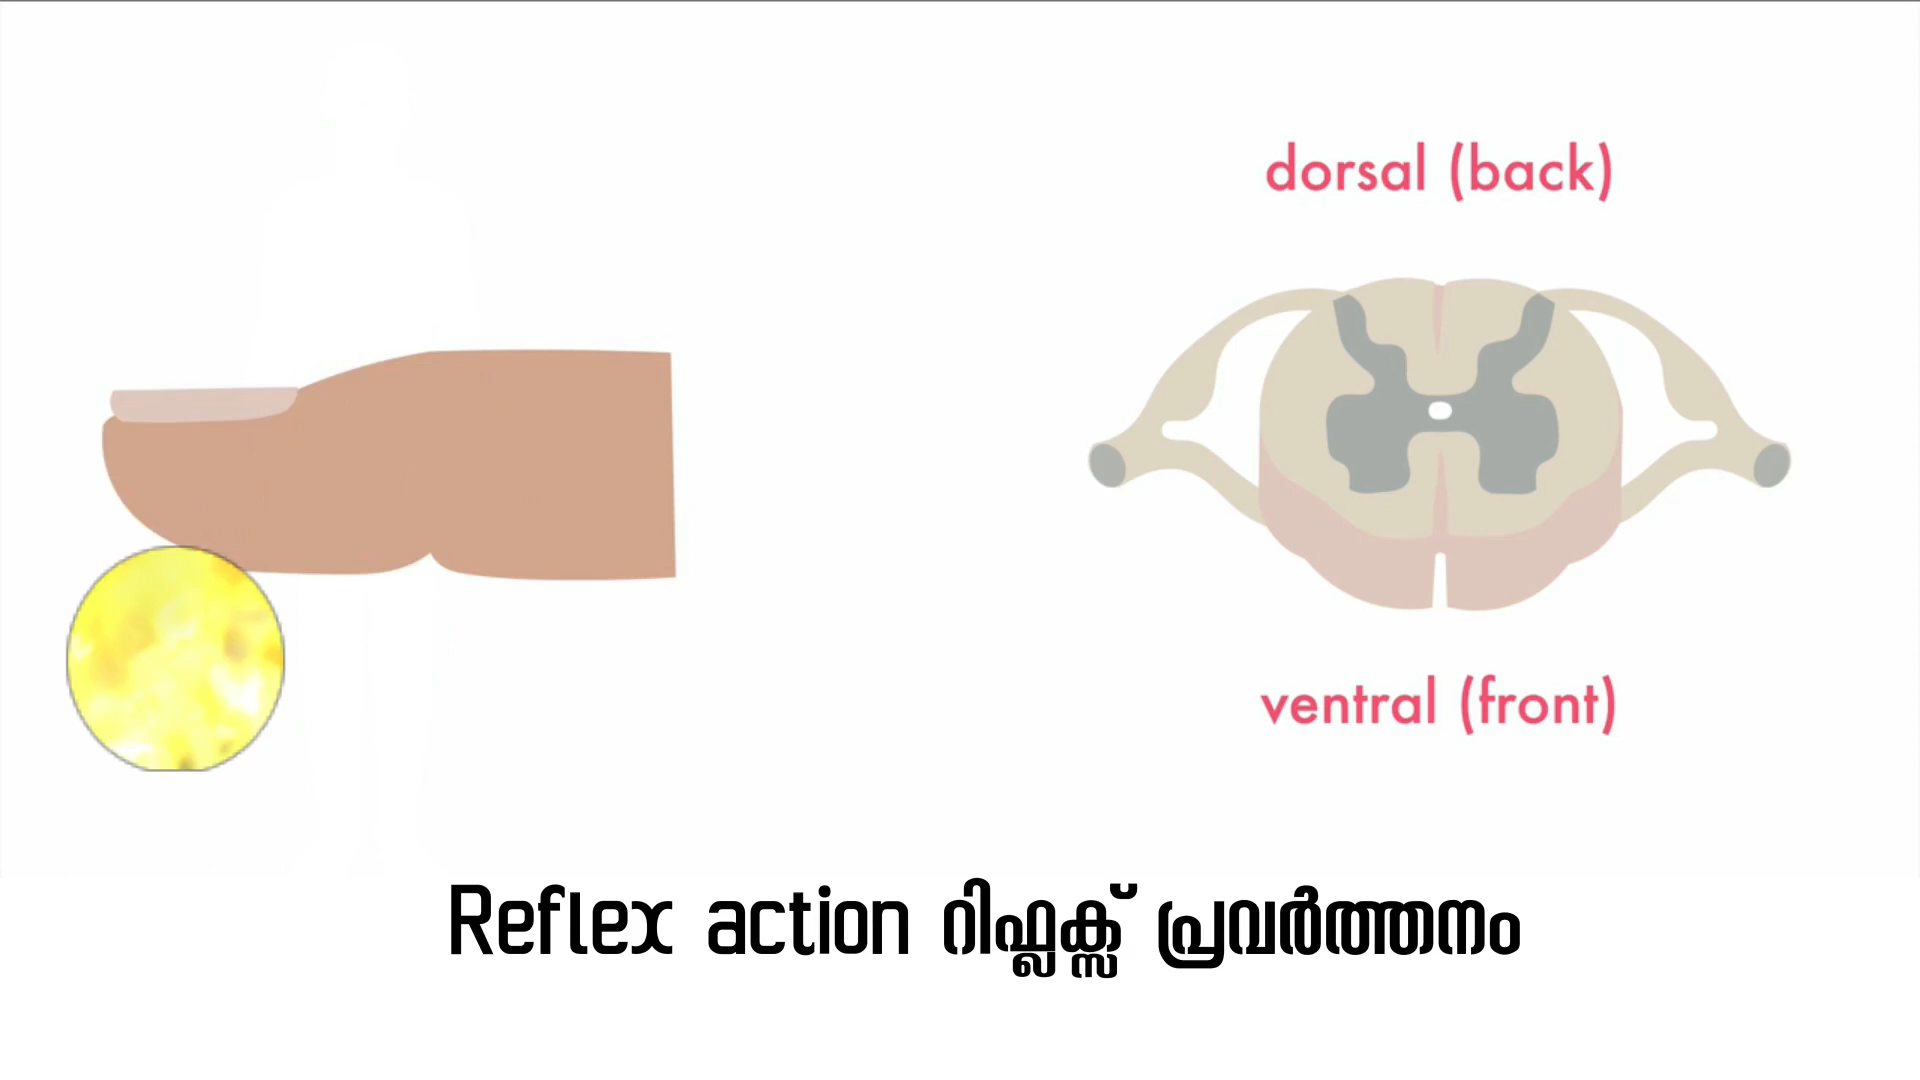 dorsal (back)
ventral (front)
Reflex action റിഫ്ലക്സ് പ്രവർത്തനം